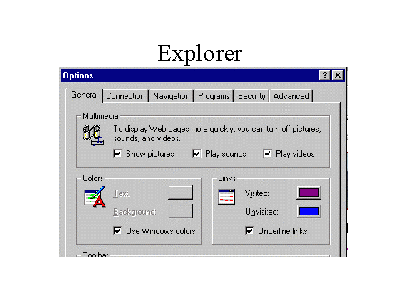 Explorer
Options
General Connection Navigation Programs Security Advanced
Multimedia
To display Web pages more quickly, you can turn off pictures,
sounds, and videos.
Show pictures Play sounds Play videos
Colors Links
Text: Visited:
Background: Unvisited:
Use Windows colors Underline links
Toolbar